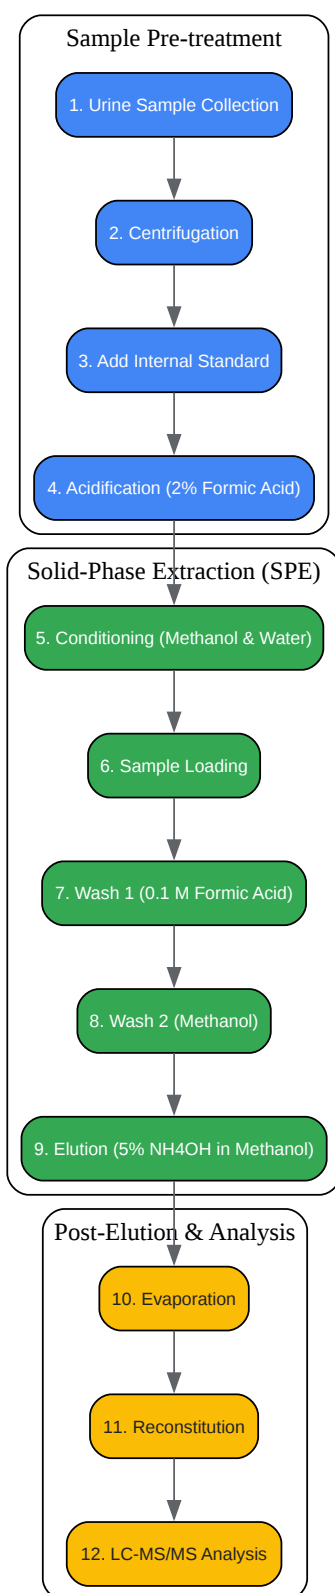 Sample Pre-treatment
1. Urine Sample Collection
2. Centrifugation
3. Add Internal Standard
4. Acidification (2% Formic Acid)
Solid-Phase Extraction (SPE)
5. Conditioning (Methanol & Water)
6. Sample Loading
7. Wash 1 (0.1 M Formic Acid)
8. Wash 2 (Methanol)
9. Elution (5% NH4OH in Methanol)
Post-Elution & Analysis
10. Evaporation
11. Reconstitution
12. LC-MS/MS Analysis